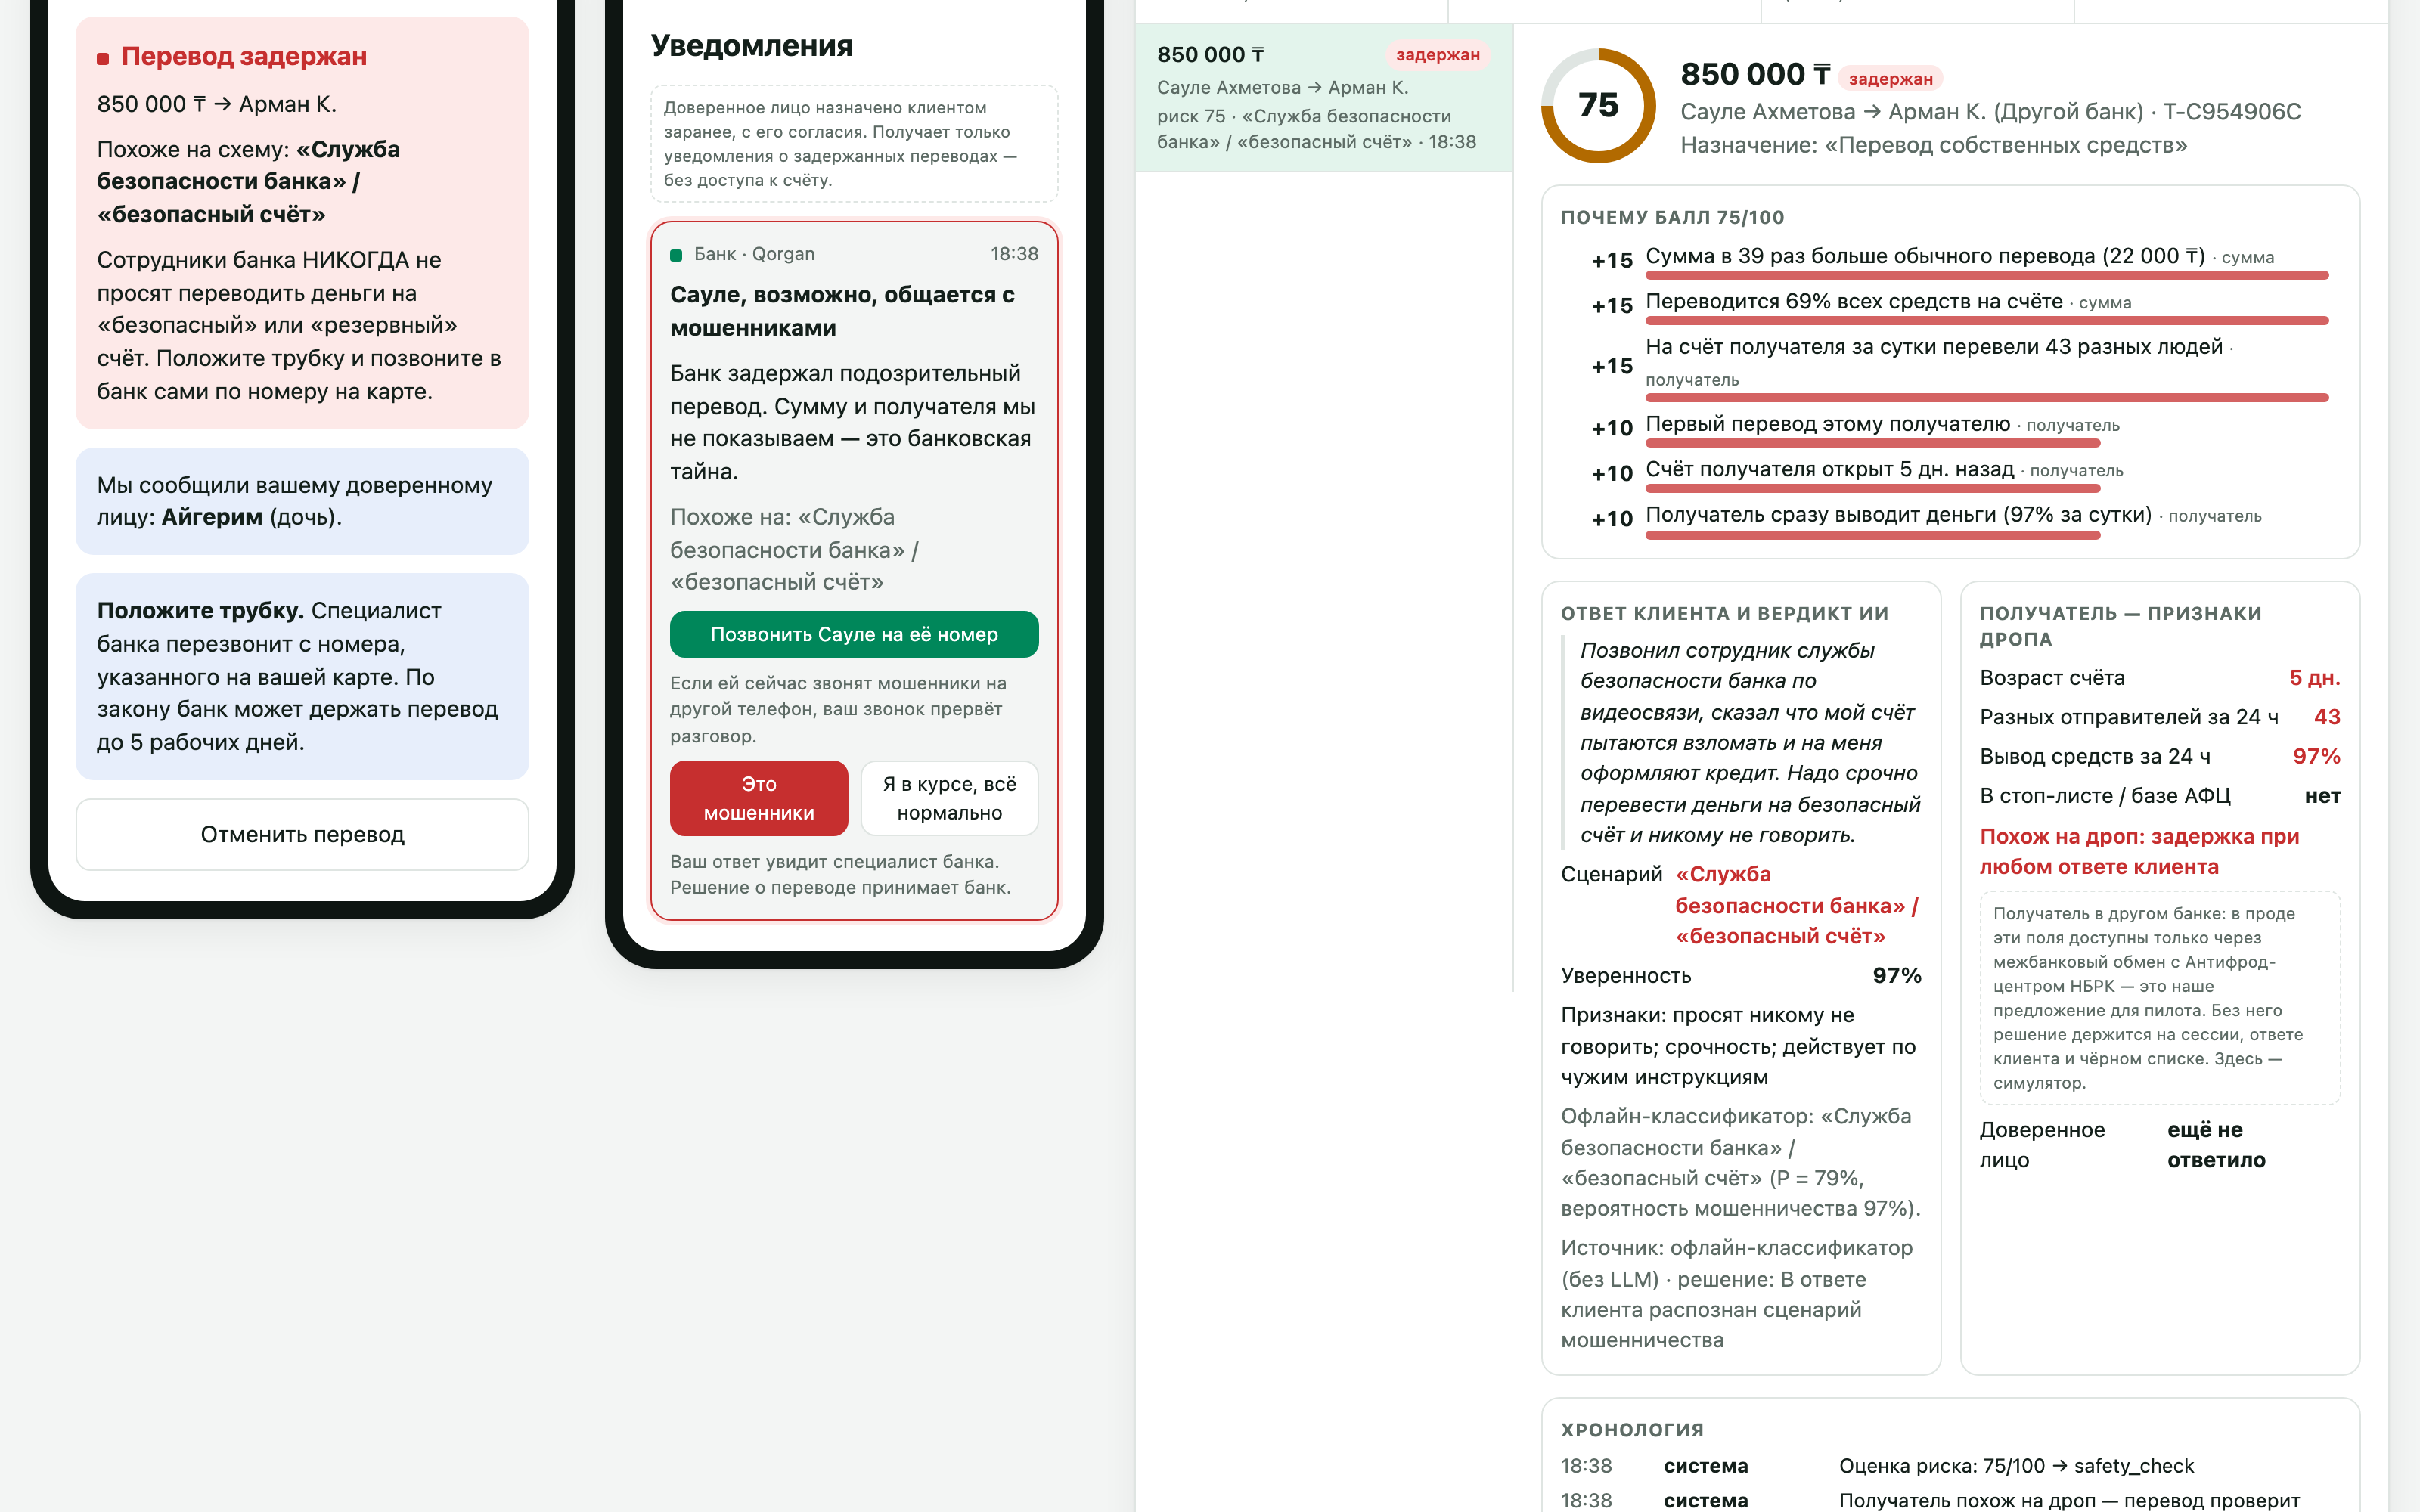 Перевод задержан
850 000 ₸ → Арман К.
Похоже на схему: «Служба
безопасности банка» /
«безопасный счёт»
Сотрудники банка НИКОГДА не
просят переводить деньги на
«безопасный» или «резервный»
счёт. Положите трубку и позвоните в
банк сами по номеру на карте.
Мы сообщили вашему доверенному
лицу: Айгерим (дочь).
Положите трубку. Специалист
банка перезвонит с номера,
указанного на вашей карте. По
закону банк может держать перевод
до 5 рабочих дней.
Отменить перевод
Уведомления
Доверенное лицо назначено клиентом
заранее, с его согласия. Получает только
уведомления о задержанных переводах —
без доступа к счёту.
Банк · Qorgan 18:38
Сауле, возможно, общается с
мошенниками
Банк задержал подозрительный
перевод. Сумму и получателя мы
не показываем — это банковская
тайна.
Похоже на: «Служба
безопасности банка» /
«безопасный счёт»
Позвонить Сауле на её номер
Если ей сейчас звонят мошенники на
другой телефон, ваш звонок прервёт
разговор.
Это
мошенники
Я в курсе, всё
нормально
Ваш ответ увидит специалист банка.
Решение о переводе принимает банк.
850 000 ₸ задержан
Сауле Ахметова → Арман К.
риск 75 · «Служба безопасности
банка» / «безопасный счёт» · 18:38
75
850 000 ₸ задержан
Сауле Ахметова → Арман К. (Другой банк) · T-C954906C
Назначение: «Перевод собственных средств»
ПОЧЕМУ БАЛЛ 75/100
+15 Сумма в 39 раз больше обычного перевода (22 000 ₸) · сумма
+15 Переводится 69% всех средств на счёте · сумма
+15 На счёт получателя за сутки перевели 43 разных людей ·
получатель
+10 Первый перевод этому получателю · получатель
+10 Счёт получателя открыт 5 дн. назад · получатель
+10 Получатель сразу выводит деньги (97% за сутки) · получатель
ОТВЕТ КЛИЕНТА И ВЕРДИКТ ИИ
Позвонил сотрудник службы
безопасности банка по
видеосвязи, сказал что мой счёт
пытаются взломать и на меня
оформляют кредит. Надо срочно
перевести деньги на безопасный
счёт и никому не говорить.
Сценарий «Служба
безопасности банка» /
«безопасный счёт»
Уверенность 97%
Признаки: просят никому не
говорить; срочность; действует по
чужим инструкциям
Офлайн-классификатор: «Служба
безопасности банка» /
«безопасный счёт» (P = 79%,
вероятность мошенничества 97%).
Источник: офлайн-классификатор
(без LLM) · решение: В ответе
клиента распознан сценарий
мошенничества
ПОЛУЧАТЕЛЬ — ПРИЗНАКИ
ДРОПА
Возраст счёта 5 дн.
Разных отправителей за 24 ч 43
Вывод средств за 24 ч 97%
В стоп-листе / базе АФЦ нет
Похож на дроп: задержка при
любом ответе клиента
Получатель в другом банке: в проде
эти поля доступны только через
межбанковый обмен с Антифрод-
центром НБРК — это наше
предложение для пилота. Без него
решение держится на сессии, ответе
клиента и чёрном списке. Здесь —
симулятор.
Доверенное
лицо
ещё не
ответило
ХРОНОЛОГИЯ
18:38 система Оценка риска: 75/100 → safety_check
18:38 система Получатель похож на дроп — перевод проверит